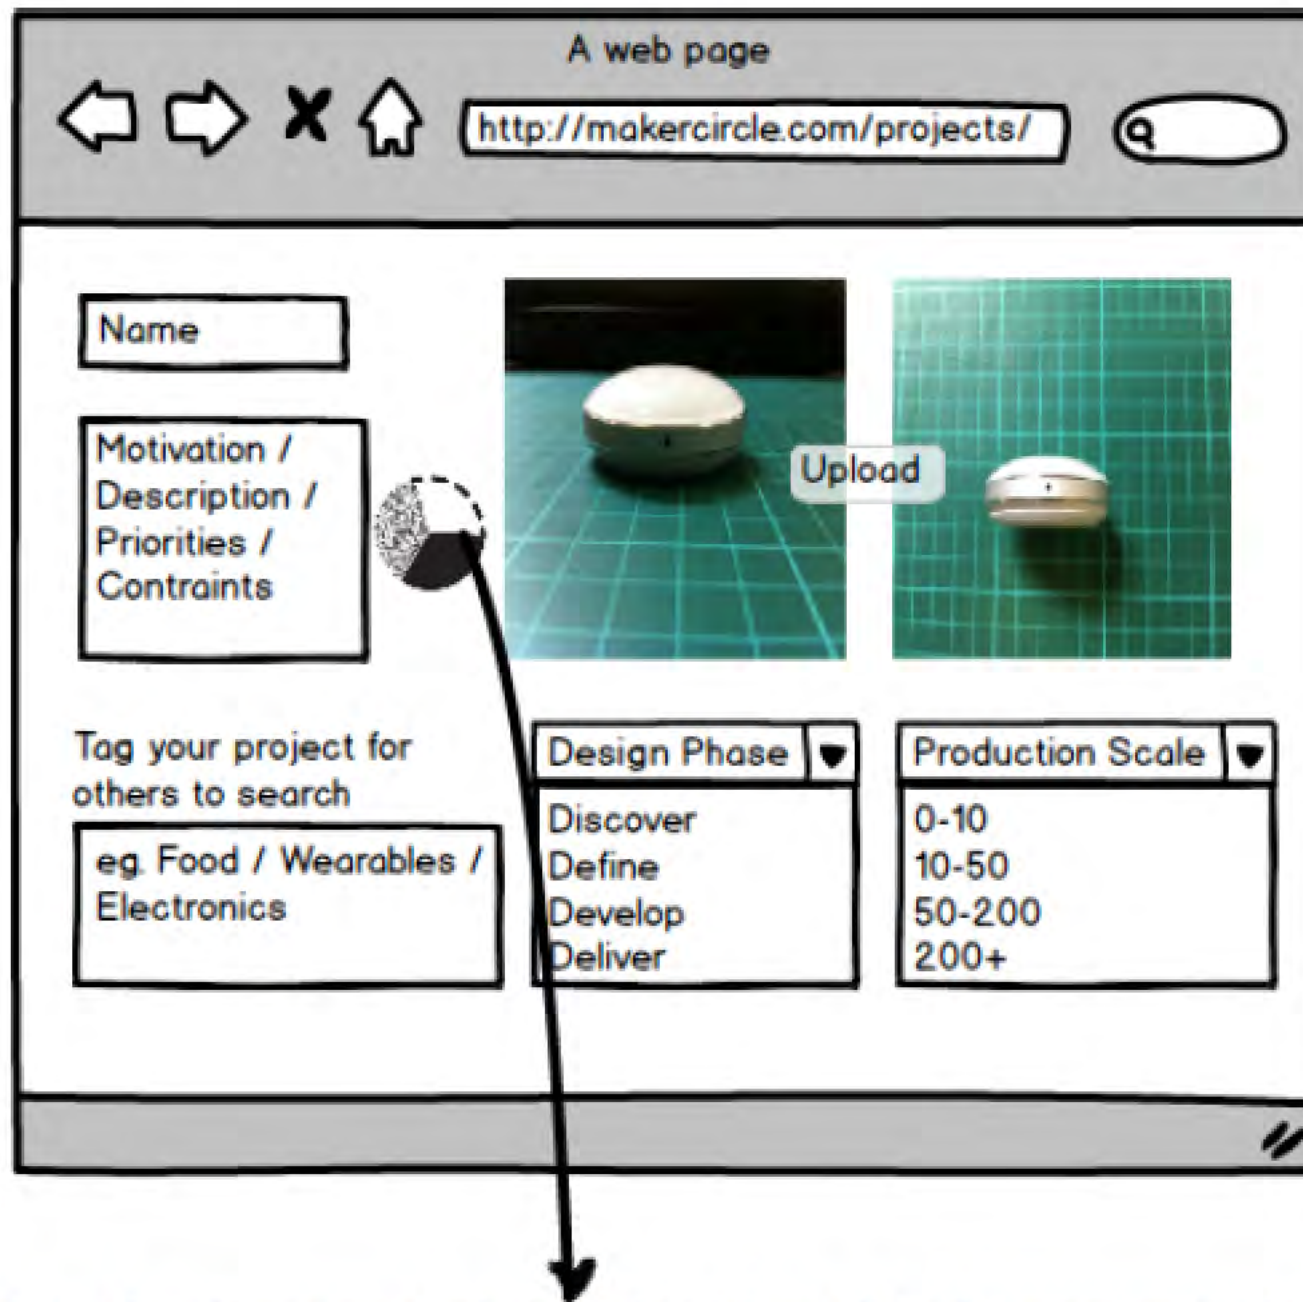 A web page
http://makercircle.com/projects/
Name
Motivation /
Description /
Priorities /
Contraints
Upload
Tag your project for
others to search
eg. Food / Wearables /
Electronics
Design Phase
Discover
Define
Develop
Deliver
Production Scale
0-10
10-50
50-200
200+